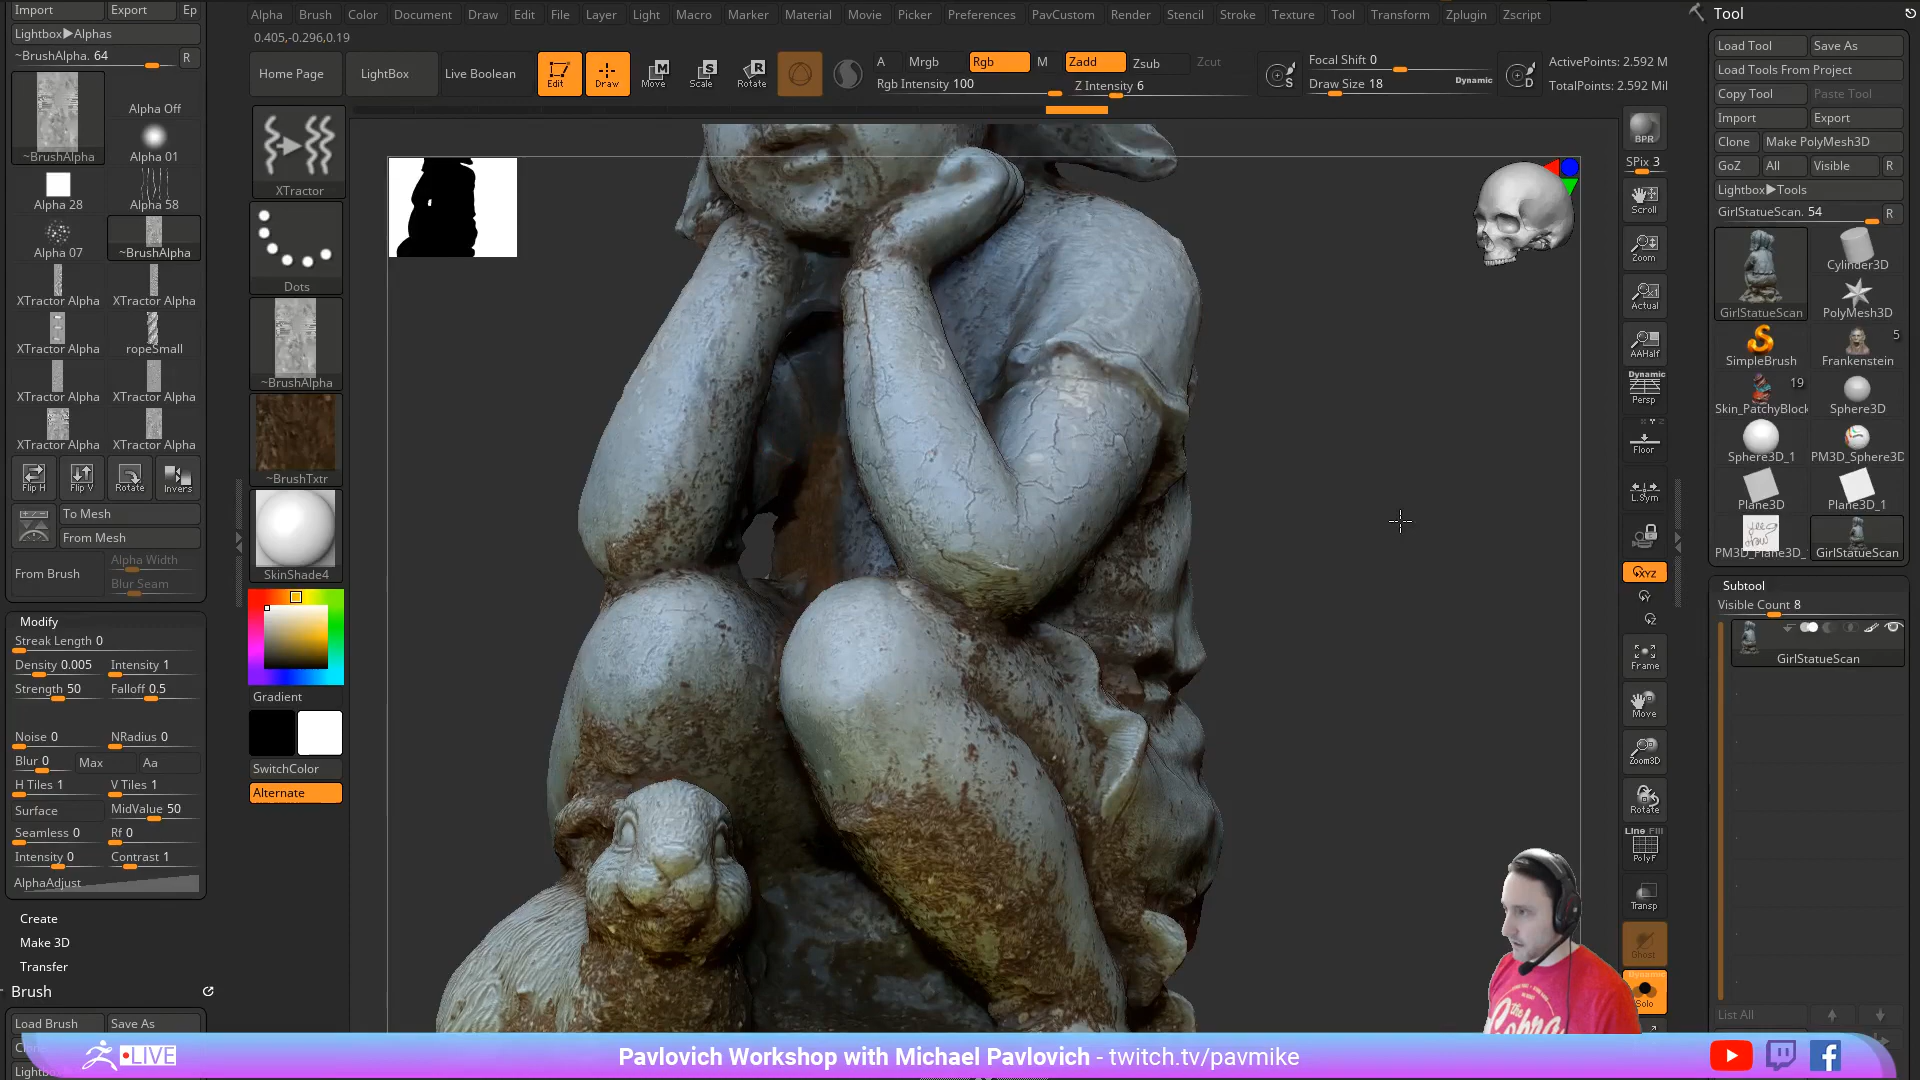 Import Export Ep
Lightbox▶Alphas
~BrushAlpha. 64 R
Alpha Off
~BrushAlpha Alpha 01
Alpha 28 Alpha 58
Alpha 07 ~BrushAlpha
XTractor Alpha XTractor Alpha
XTractor Alpha ropeSmall
XTractor Alpha XTractor Alpha
XTractor Alpha XTractor Alpha
Flip H Flip V Rotate Invers
To Mesh
From Mesh
From Brush Alpha Width
Blur Seam
Modify
Streak Length 0
Density 0.005 Intensity 1
Strength 50 Falloff 0.5
Noise 0 NRadius 0
Blur 0 Max Aa
H Tiles 1 V Tiles 1
Surface MidValue 50
Seamless 0 Rf 0
Intensity 0 Contrast 1
AlphaAdjust
Create
Make 3D
Transfer
Brush
Load Brush Save As
Alpha Brush Color Document Draw Edit File Layer Light Macro Marker Material Movie Picker Preferences PavCustom Render Stencil Stroke Texture Tool Transform Zplugin Zscript
0.405,-0.296,0.19
Home Page LightBox Live Boolean Edit Draw Move Scale Rotate
A Mrgb Rgb M Zadd Zsub Zcut
Rgb Intensity 100 Z Intensity 6
Focal Shift 0
Draw Size 18 Dynamic
ActivePoints: 2.592 M
TotalPoints: 2.592 Mil
XTractor
Dots
~BrushAlpha
~BrushTxtr
SkinShade4
Gradient
SwitchColor
Alternate
BPR
SPix 3
Scroll
Zoom
Actual
AAHalf
Dynamic
Persp
Floor
L.Sym
XYZ
Frame
Move
Zoom3D
Rotate
Line Fill
PolyF
Transp
Ghost
Dynamic
Solo
Tool
Load Tool Save As
Load Tools From Project
Copy Tool Paste Tool
Import Export
Clone Make PolyMesh3D
GoZ All Visible R
Lightbox▶Tools
GirlStatueScan. 54 R
Cylinder3D
GirlStatueScan PolyMesh3D
5
SimpleBrush Frankenstein
19
Skin_PatchyBlock Sphere3D
Sphere3D_1 PM3D_Sphere3D
Plane3D Plane3D_1
PM3D_Plane3D_ GirlStatueScan
Subtool
Visible Count 8
GirlStatueScan
List All
the
Cobra
LIVE
Pavlovich Workshop with Michael Pavlovich - twitch.tv/pavmike